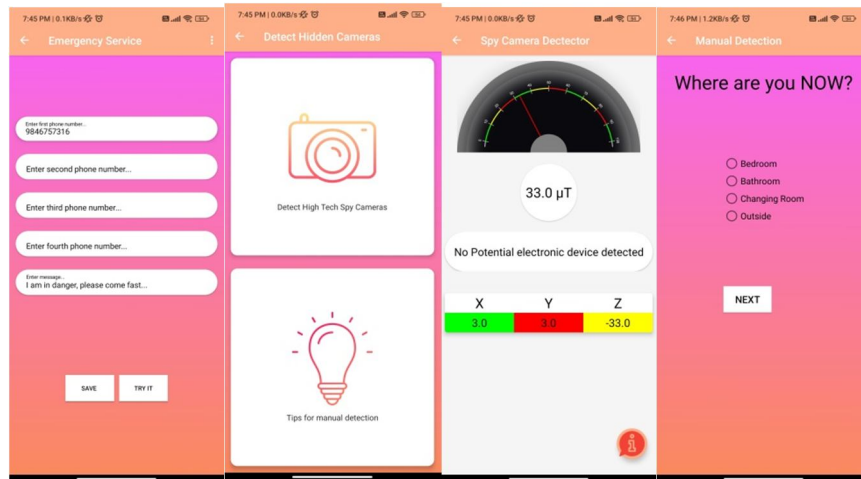 7:45 PM | 0.1KB/s
Emergency Service
Enter first phone number...
9846757316
Enter second phone number...
Enter third phone number...
Enter fourth phone number...
Enter message...
I am in danger, please come fast...
SAVE
TRY IT
7:45 PM | 0.0KB/s
Detect Hidden Cameras
Detect High Tech Spy Cameras
Tips for manual detection
7:45 PM | 0.0KB/s
Spy Camera Dectector
33.0 µT
No Potential electronic device detected
X Y Z
3.0 3.0 -33.0
7:46 PM | 1.2KB/s
Manual Detection
Where are you NOW?
Bedroom
Bathroom
Changing Room
Outside
NEXT